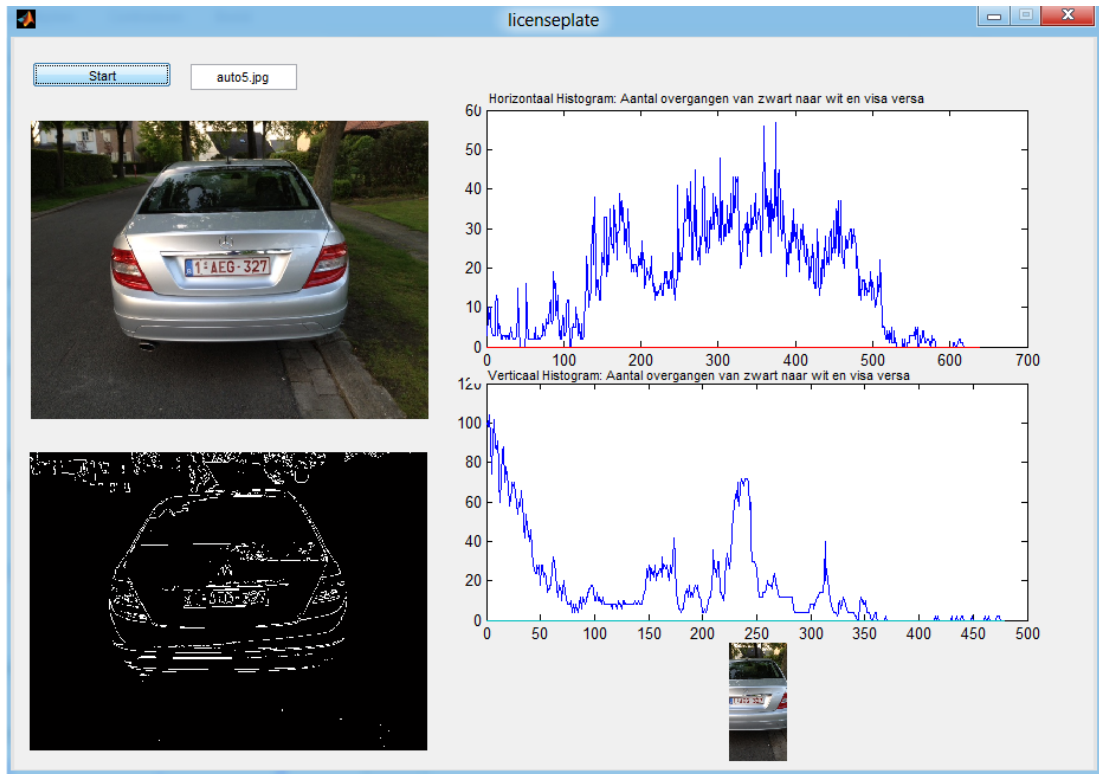 licenseplate
Start
auto5.jpg
Horizontaal Histogram: Aantal overgangen van zwart naar wit en visa versa
60
50
40
30
20
10
0
0 100 200 300 400 500 600 700
1 AEG-327
Verticaal Histogram: Aantal overgangen van zwart naar wit en visa versa
120
100
80
60
40
20
0
0 50 100 150 200 250 300 350 400 450 500